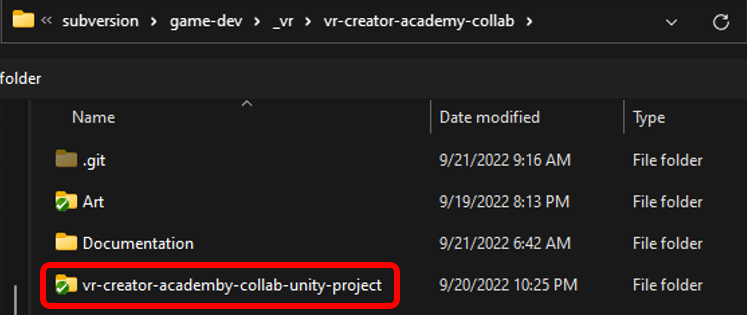 « subversion › game-dev › _vr › vr-creator-academy-collab ›
folder
Name Date modified Type
.git 9/21/2022 9:16 AM File folder
Art 9/19/2022 8:13 PM File folder
Documentation 9/21/2022 6:42 AM File folder
vr-creator-academby-collab-unity-project 9/20/2022 10:25 PM File folder